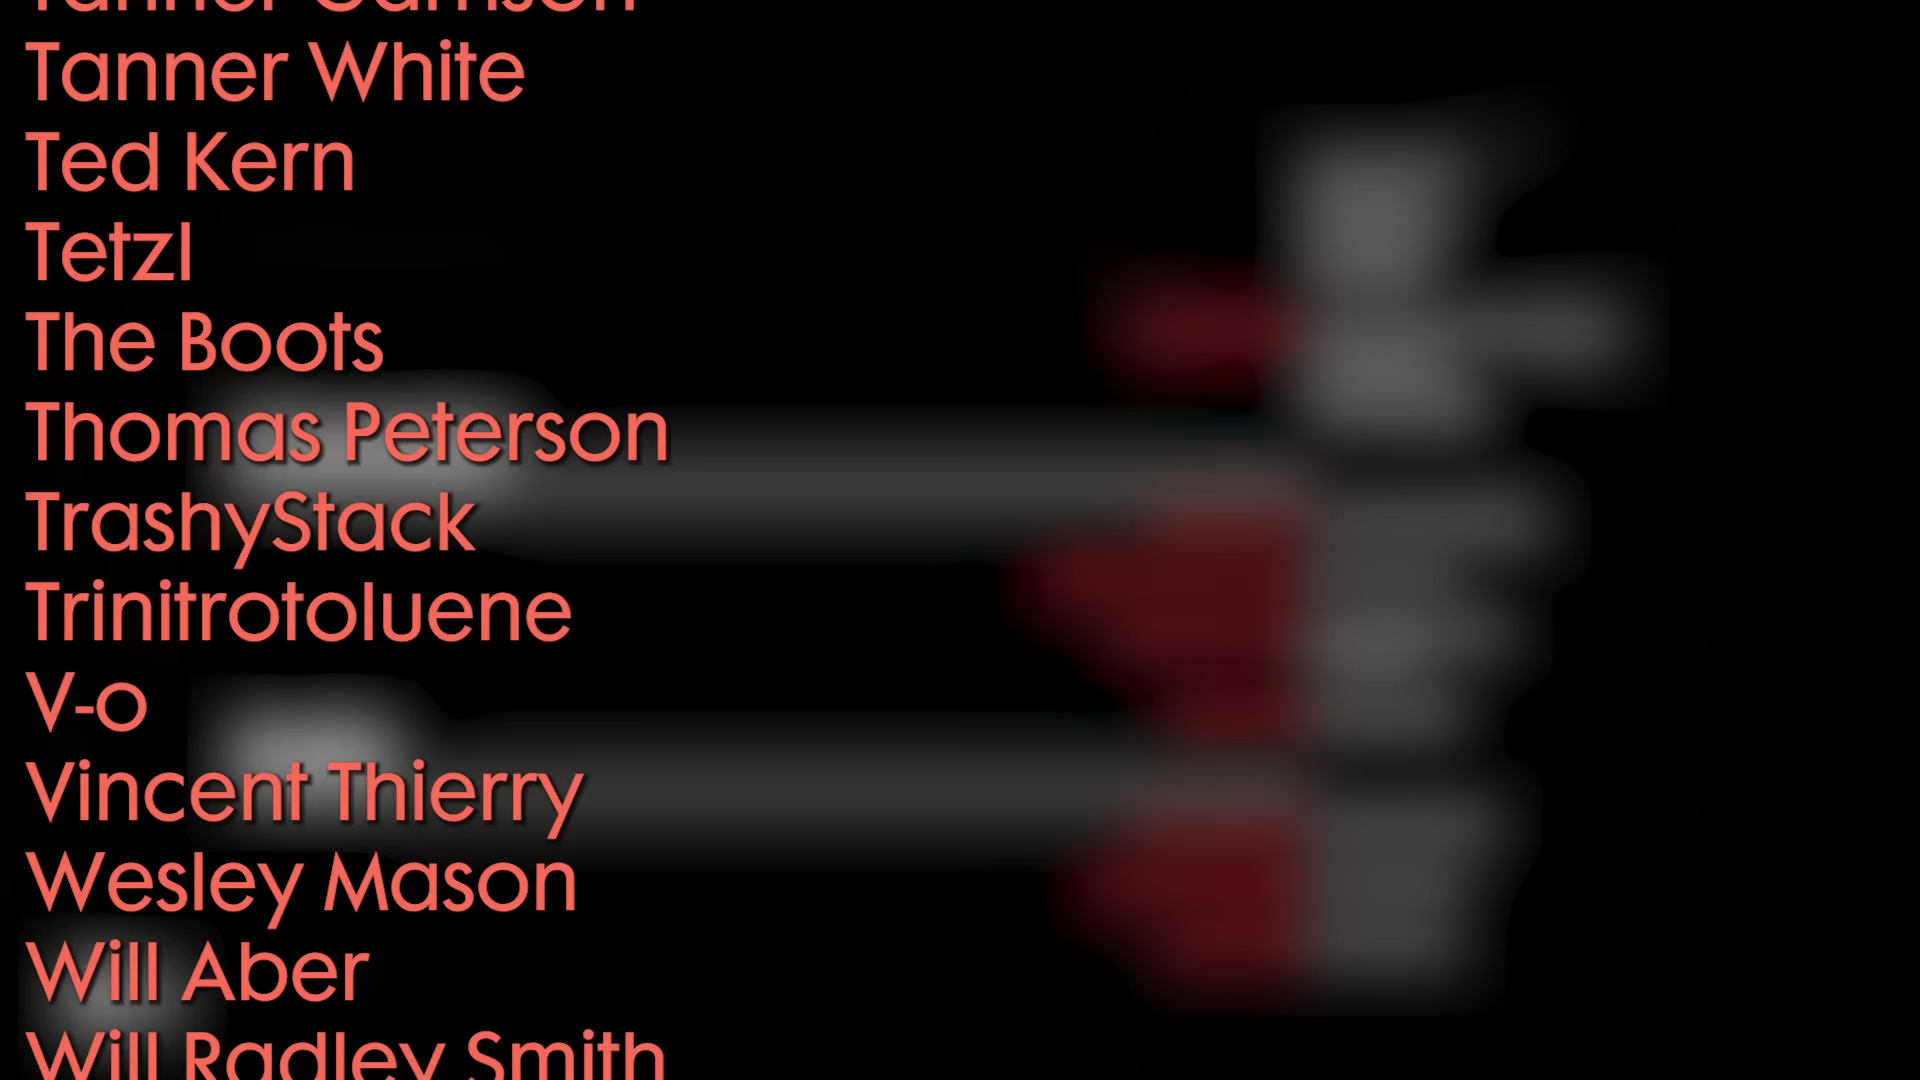 Tanner
Tanner White
Ted Kern
Tetzl
The Boots
Thomas Peterson
TrashyStack
Trinitrotoluene
V-o
Vincent Thierry
Wesley Mason
Will Aber
Will Radley Smith